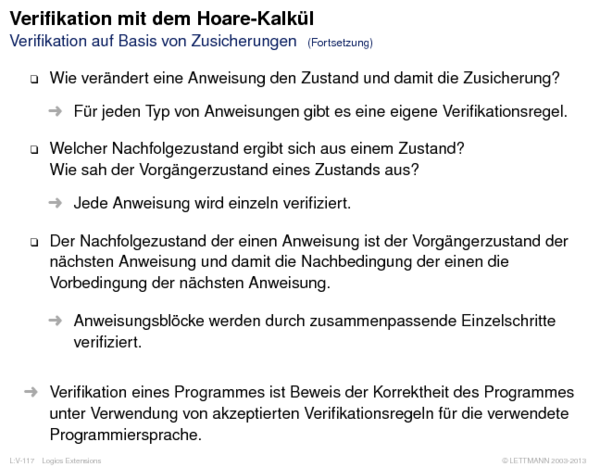 Verifikation mit dem Hoare-Kalkül
Verifikation auf Basis von Zusicherungen (Fortsetzung)
❑ Wie verändert eine Anweisung den Zustand und damit die Zusicherung?
➜ Für jeden Typ von Anweisungen gibt es eine eigene Verifikationsregel.
❑ Welcher Nachfolgezustand ergibt sich aus einem Zustand?
Wie sah der Vorgängerzustand eines Zustands aus?
➜ Jede Anweisung wird einzeln verifiziert.
❑ Der Nachfolgezustand der einen Anweisung ist der Vorgängerzustand der
nächsten Anweisung und damit die Nachbedingung der einen die
Vorbedingung der nächsten Anweisung.
➜ Anweisungsblöcke werden durch zusammenpassende Einzelschritte
verifiziert.
➜ Verifikation eines Programmes ist Beweis der Korrektheit des Programmes
unter Verwendung von akzeptierten Verifikationsregeln für die verwendete
Programmiersprache.
L:V-117 Logics Extensions © LETTMANN 2003-2013